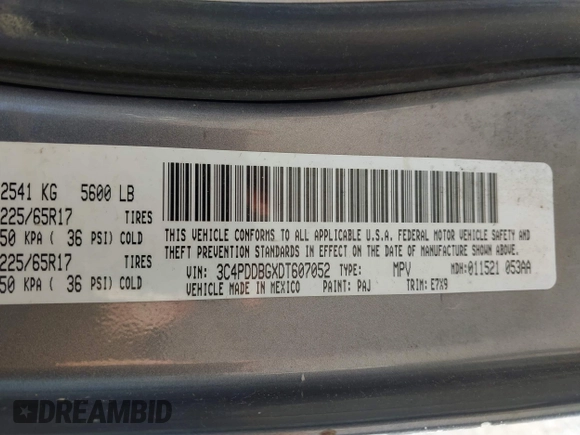 2541 KG 5600 LB
225/65R17 TIRES
50 KPA ( 36 PSI) COLD
225/65R17 TIRES
50 KPA ( 36 PSI) COLD
THIS VEHICLE CONFORMS TO ALL APPLICABLE U.S.A. FEDERAL MOTOR VEHICLE SAFETY AND
THEFT PREVENTION STANDARDS IN EFFECT ON THE DATE OF MANUFACTURE SHOWN ABOVE.
VIN: 3C4PDDBGXDT607052 TYPE: MPV MDH:011521 053AA
VEHICLE MADE IN MEXICO PAINT: PAJ TRIM: E7X9
DREAMBID